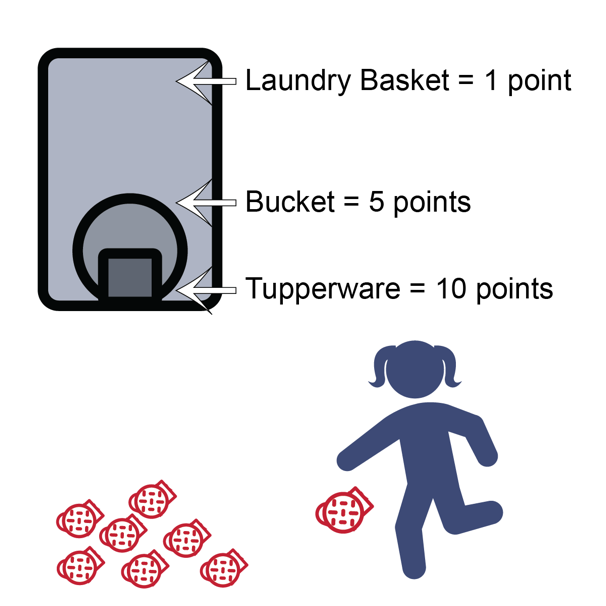 Laundry Basket = 1 point
Bucket = 5 points
Tupperware = 10 points